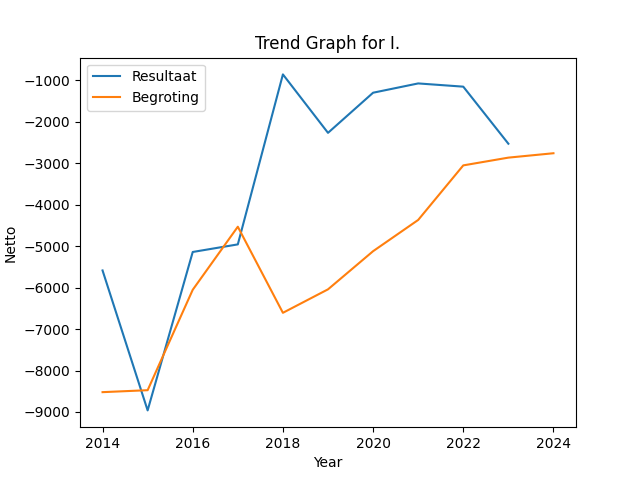 Trend Graph for I.
Resultaat
Begroting
−1000
−2000
−3000
−4000
−5000
−6000
−7000
−8000
−9000
Netto
2014 2016 2018 2020 2022 2024
Year